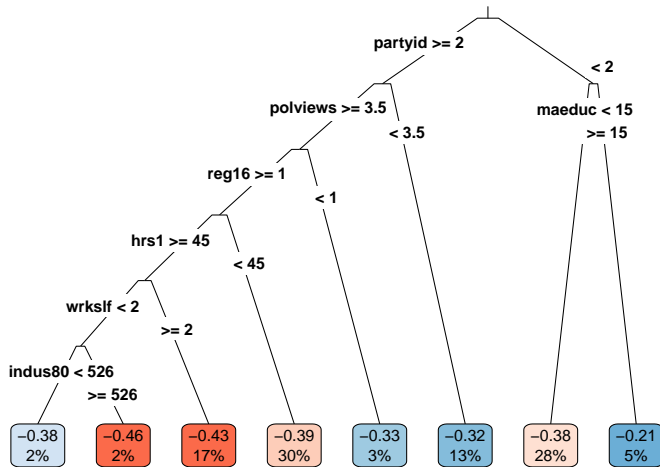 partyid >= 2
< 2
polviews >= 3.5
maeduc < 15
< 3.5
>= 15
reg16 >= 1
< 1
hrs1 >= 45
< 45
wrkslf < 2
>= 2
indus80 < 526
>= 526
−0.38 −0.46 −0.43 −0.39 −0.33 −0.32 −0.38 −0.21
2% 2% 17% 30% 3% 13% 28% 5%